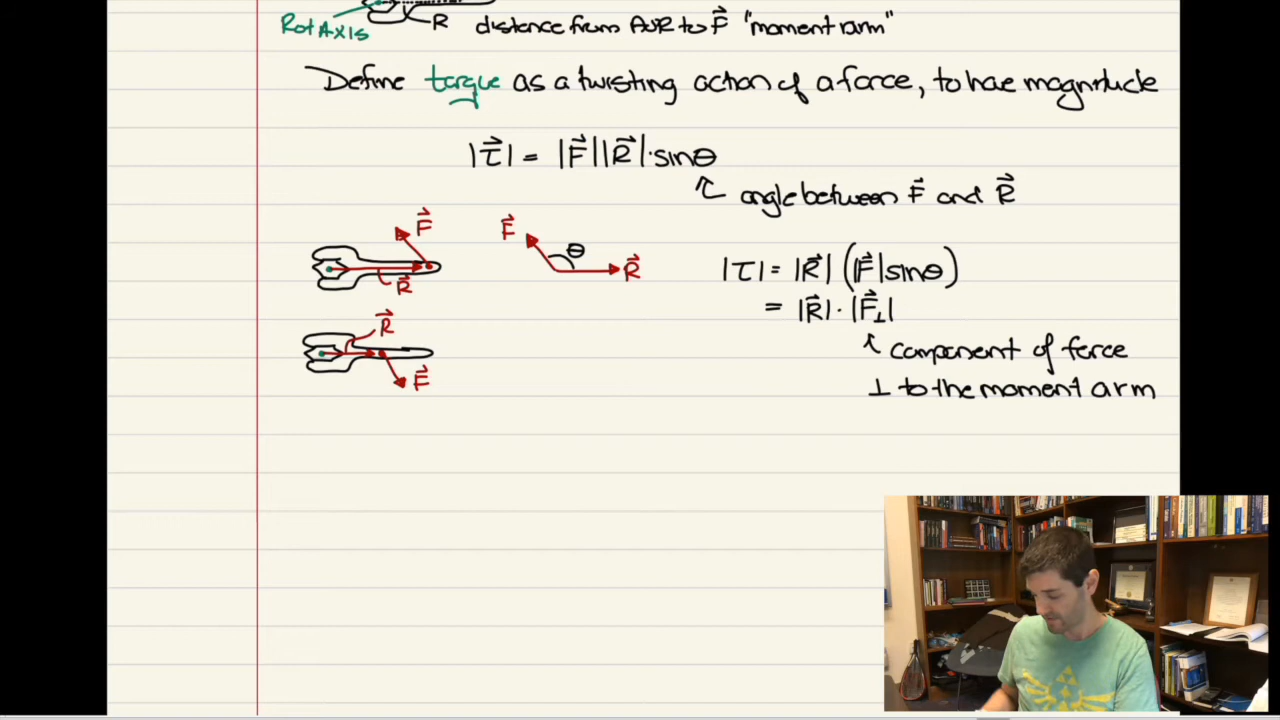 Rot Axis
R distance from AOR to F⃗ "moment arm"
Define torque as a twisting action of a force, to have magnitude
|τ⃗| = |F⃗||R⃗|·sinθ
angle between F⃗ and R⃗
F⃗
R⃗
F⃗ θ R⃗
|τ| = |R⃗|(|F⃗|sinθ)
= |R⃗|·|F⃗⊥|
component of force
⊥ to the moment arm
R⃗
F⃗